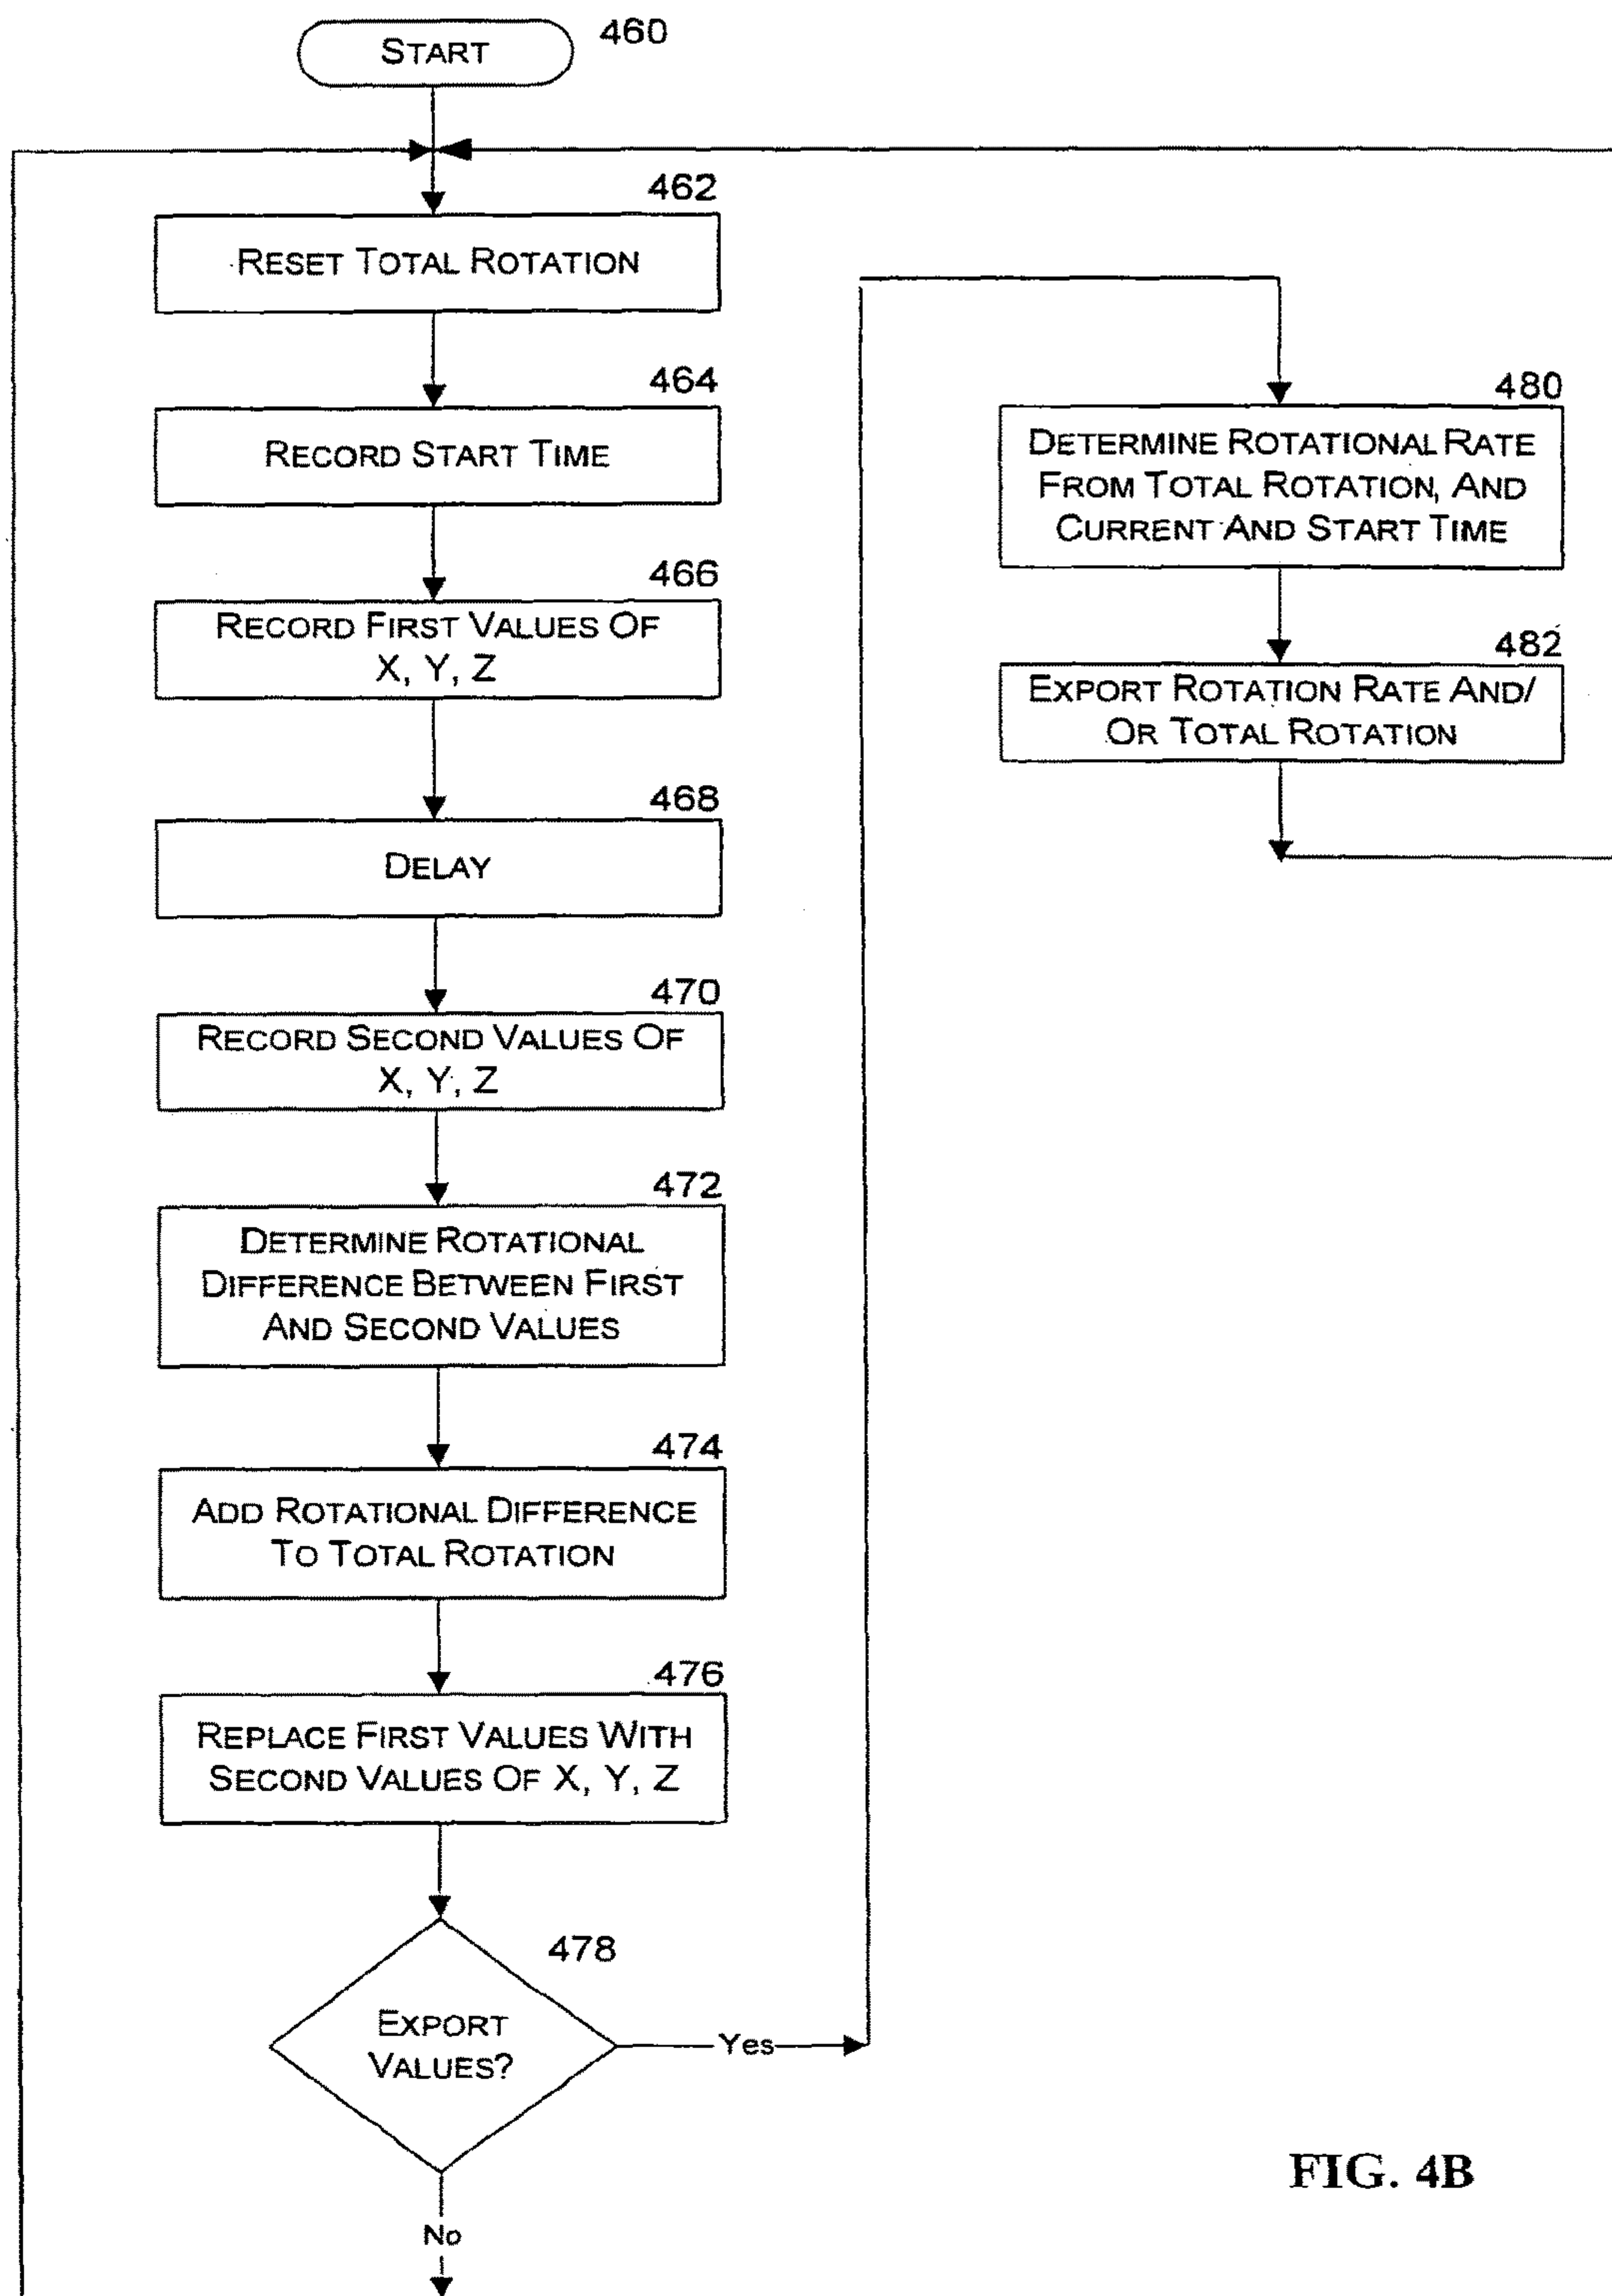 START
460
462
RESET TOTAL ROTATION
464
RECORD START TIME
466
RECORD FIRST VALUES OF
X, Y, Z
468
DELAY
470
RECORD SECOND VALUES OF
X, Y, Z
472
DETERMINE ROTATIONAL
DIFFERENCE BETWEEN FIRST
AND SECOND VALUES
474
ADD ROTATIONAL DIFFERENCE
TO TOTAL ROTATION
476
REPLACE FIRST VALUES WITH
SECOND VALUES OF X, Y, Z
478
EXPORT
VALUES?
Yes
No
480
DETERMINE ROTATIONAL RATE
FROM TOTAL ROTATION, AND
CURRENT AND START TIME
482
EXPORT ROTATION RATE AND/
OR TOTAL ROTATION
FIG. 4B